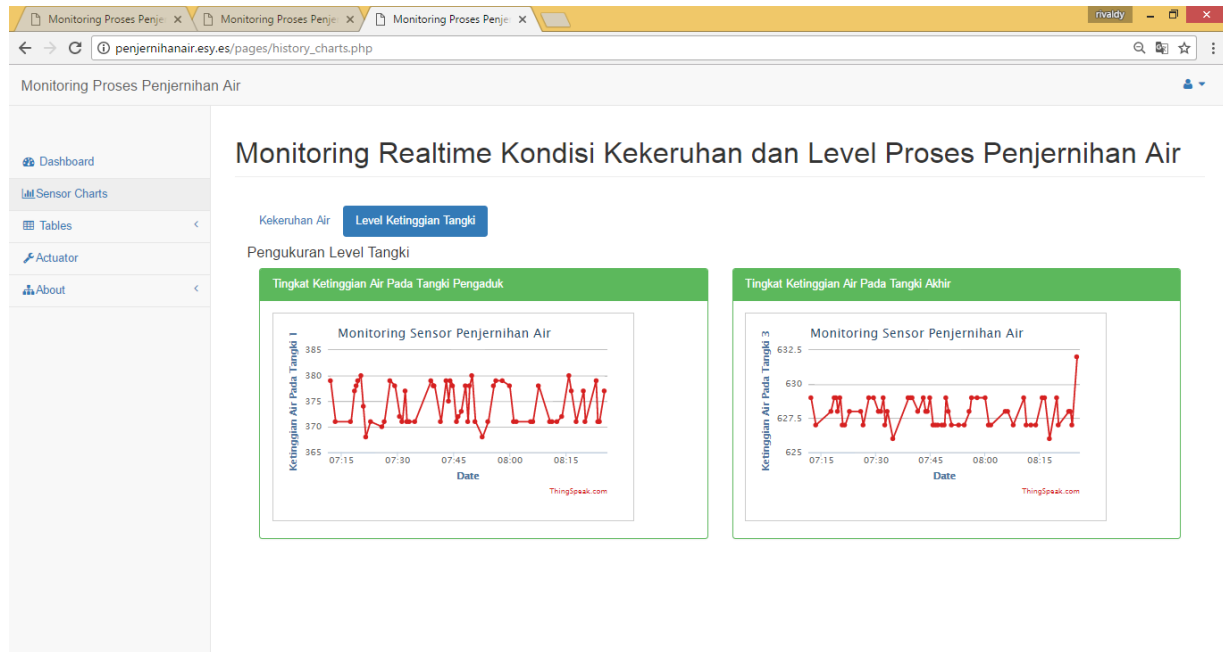 Monitoring Proses Penje
Monitoring Proses Penje
Monitoring Proses Penje
rivaldy
penjernihanair.esy.es/pages/history_charts.php
Monitoring Proses Penjernihan Air
Dashboard
Sensor Charts
Tables
Actuator
About
Monitoring Realtime Kondisi Kekeruhan dan Level Proses Penjernihan Air
Kekeruhan Air
Level Ketinggian Tangki
Pengukuran Level Tangki
Tingkat Ketinggian Air Pada Tangki Pengaduk
Monitoring Sensor Penjernihan Air
Ketinggian Air Pada Tangki 1
385
380
375
370
365
07:15 07:30 07:45 08:00 08:15
Date
ThingSpeak.com
Tingkat Ketinggian Air Pada Tangki Akhir
Monitoring Sensor Penjernihan Air
Ketinggian Air Pada Tangki 3
632.5
630
627.5
625
07:15 07:30 07:45 08:00 08:15
Date
ThingSpeak.com